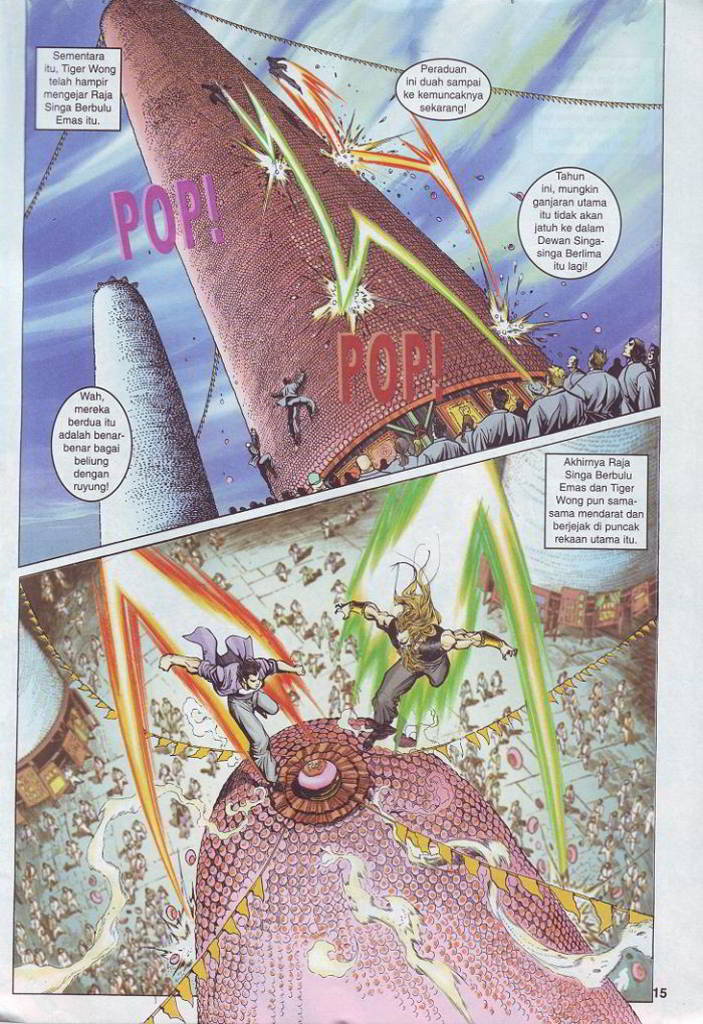 Sementara
itu, Tiger Wong
telah hampir
mengejar Raja
Singa Berbulu
Emas itu.
Peraduan
ini duah sampai
ke kemuncaknya
sekarang!
Tahun
ini, mungkin
ganjaran utama
itu tidak akan
jatuh ke dalam
Dewan Singa-
singa Berlima
itu lagi!
POP!
POP!
Wah,
mereka
berdua itu
adalah benar-
benar bagai
beliung
dengan
ruyung!
Akhirnya Raja
Singa Berbulu
Emas dan Tiger
Wong pun sama-
sama mendarat dan
berjejak di puncak
rekaan utama itu.
15